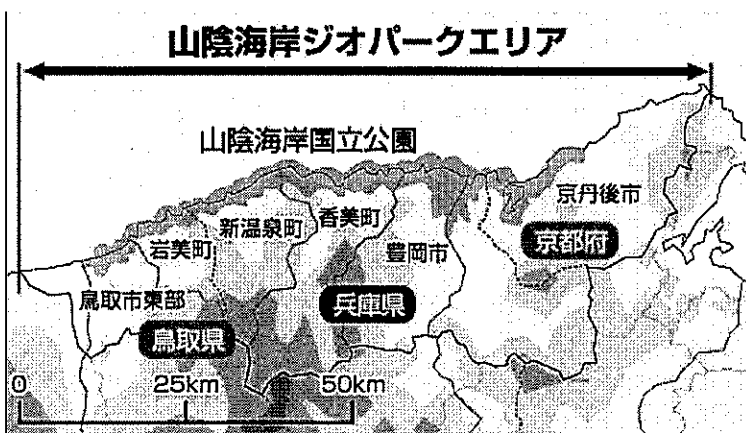 山陰海岸ジオパークエリア
山陰海岸国立公園
京丹後市
香美町
新温泉町
岩美町
豊岡市
京都府
鳥取市東部
兵庫県
鳥取県
0 25km 50km